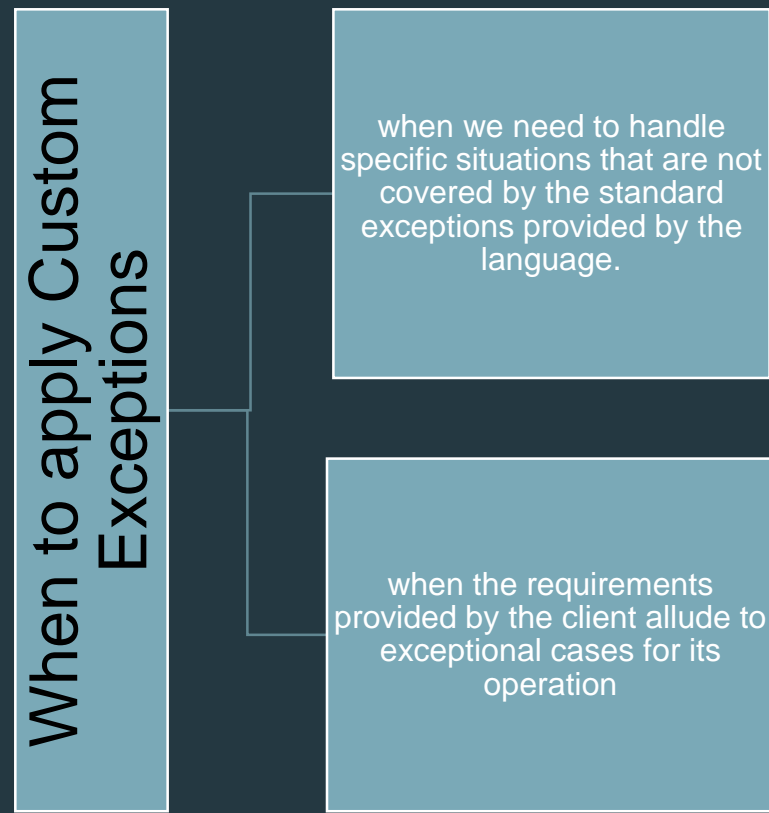 When to apply Custom
Exceptions
when we need to handle
specific situations that are not
covered by the standard
exceptions provided by the
language.
when the requirements
provided by the client allude to
exceptional cases for its
operation